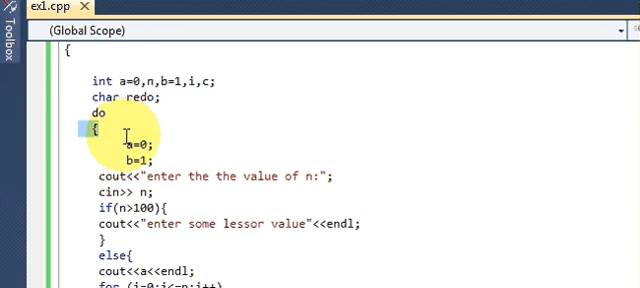 ex1.cpp
Toolbox
(Global Scope)
{
int a=0,n,b=1,i,c;
char redo;
do
{
a=0;
b=1;
cout<<"enter the the value of n:";
cin>> n;
if(n>100){
cout<<"enter some lessor value"<<endl;
}
else{
cout<<a<<endl;
for (i=0;i<=n;i++)